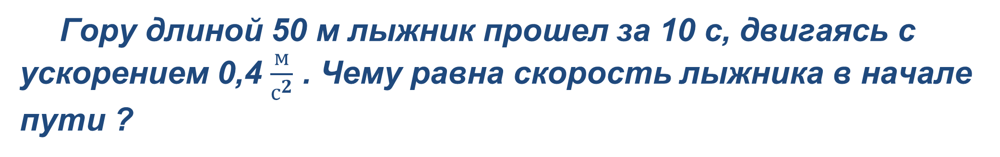 Гору длиной 50 м лыжник прошел за 10 с, двигаясь с
ускорением 0,4 м/с² . Чему равна скорость лыжника в начале
пути ?